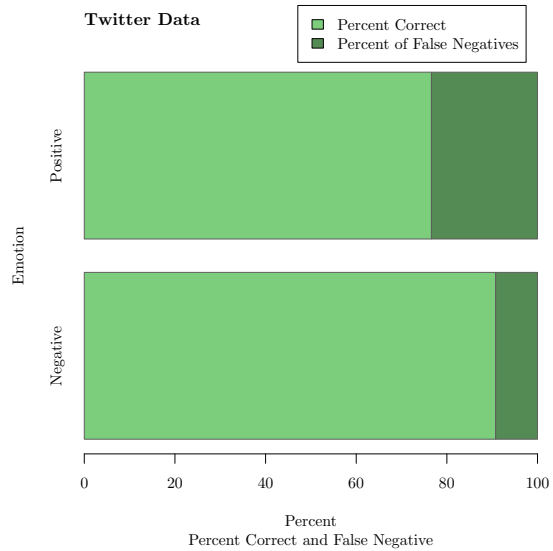 Twitter Data
Percent Correct
Percent of False Negatives
Emotion
Positive
Negative
0 20 40 60 80 100
Percent
Percent Correct and False Negative